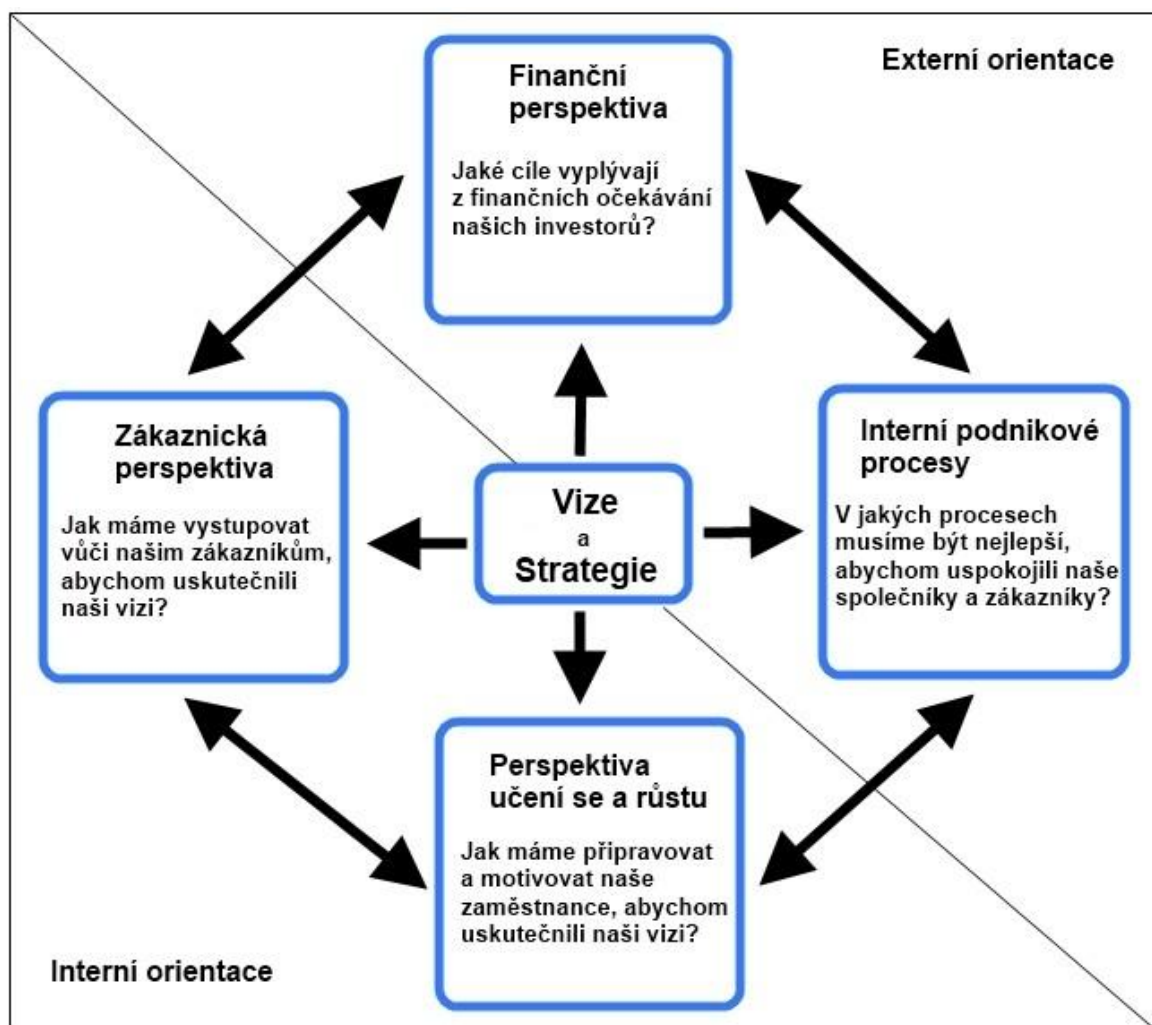 Externí orientace
Finanční
perspektiva
Jaké cíle vyplývají
z finančních očekávání
našich investorů?
Zákaznická
perspektiva
Jak máme vystupovat
vůči našim zákazníkům,
abychom uskutečnili
naši vizi?
Vize
a
Strategie
Interní podnikové
procesy
V jakých procesech
musíme být nejlepší,
abychom uspokojili naše
společníky a zákazníky?
Perspektiva
učení se a růstu
Jak máme připravovat
a motivovat naše
zaměstnance, abychom
uskutečnili naši vizi?
Interní orientace